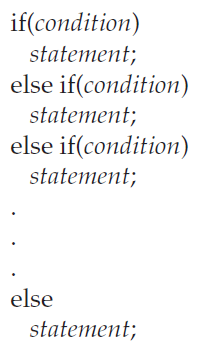 if(condition)
statement;
else if(condition)
statement;
else if(condition)
statement;
.
.
.
else
statement;